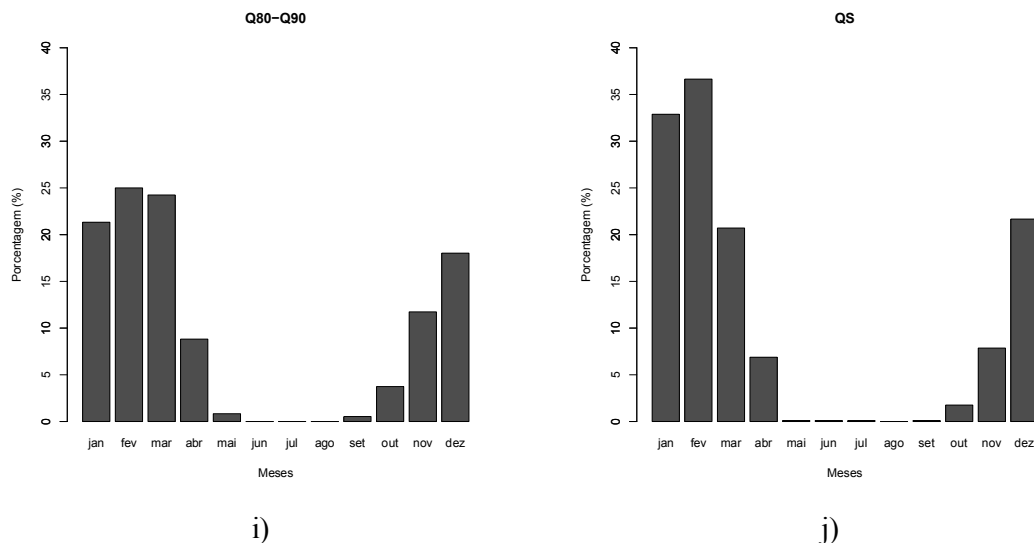 Q80−Q90
Porcentagem (%)
40
35
30
25
20
15
10
5
0
jan fev mar abr mai jun jul ago set out nov dez
Meses
i)
QS
Porcentagem (%)
40
35
30
25
20
15
10
5
0
jan fev mar abr mai jun jul ago set out nov dez
Meses
j)